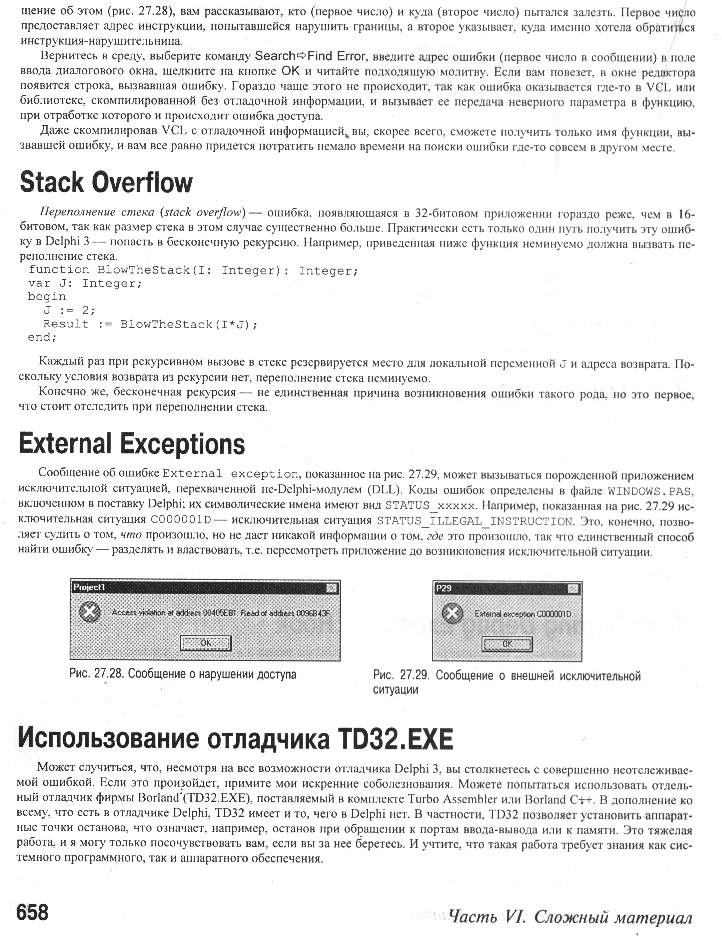 щение об этом (рис. 27.28), вам рассказывают, кто (первое число) и куда (второе число) пытался залезть. Первое число
предоставляет адрес инструкции, попытавшейся нарушить границы, а второе указывает, куда именно хотела обратиться
инструкция-нарушительница.
Вернитесь в среду, выберите команду Search⇨Find Error, введите адрес ошибки (первое число в сообщении) в поле
ввода диалогового окна, щелкните на кнопке OK и читайте подходящую молитву. Если вам повезет, в окне редактора
появится строка, вызвавшая ошибку. Гораздо чаще этого не происходит, так как ошибка оказывается где-то в VCL или
библиотеке, скомпилированной без отладочной информации, и вызывает ее передача неверного параметра в функцию,
при отработке которого и происходит ошибка доступа.
Даже скомпилировав VCL с отладочной информацией, вы, скорее всего, сможете получить только имя функции, вы-
звавшей ошибку, и вам все равно придется потратить немало времени на поиски ошибки где-то совсем в другом месте.
Stack Overflow
Переполнение стека (stack overflow) — ошибка, появляющаяся в 32-битовом приложении гораздо реже, чем в 16-
битовом, так как размер стека в этом случае существенно больше. Практически есть только один путь получить эту ошиб-
ку в Delphi 3 — попасть в бесконечную рекурсию. Например, приведенная ниже функция неминуемо должна вызвать пе-
реполнение стека.
function BlowTheStack(I: Integer): Integer;
var J: Integer;
begin
J := 2;
Result := BlowTheStack(I*J);
end;
Каждый раз при рекурсивном вызове в стеке резервируется место для локальной переменной J и адреса возврата. По-
скольку условия возврата из рекурсии нет, переполнение стека неминуемо.
Конечно же, бесконечная рекурсия — не единственная причина возникновения ошибки такого рода, но это первое,
что стоит отследить при переполнении стека.
External Exceptions
Сообщение об ошибке External exception, показанное на рис. 27.29, может вызываться порожденной приложением
исключительной ситуацией, перехваченной не-Delphi-модулем (DLL). Коды ошибок определены в файле WINDOWS.PAS,
включенном в поставку Delphi; их символические имена имеют вид STATUS_xxxxx. Например, показанная на рис. 27.29 ис-
ключительная ситуация C000001D — исключительная ситуация STATUS_ILLEGAL_INSTRUCTION. Это, конечно, позво-
ляет судить о том, что произошло, но не дает никакой информации о том, где это произошло, так что единственный способ
найти ошибку — разделять и властвовать, т.е. пересмотреть приложение до возникновения исключительной ситуации.
Project1
Access violation at address 00405EB7. Read of address 0096B43F.
OK
Рис. 27.28. Сообщение о нарушении доступа
P29
External exception C000001D.
OK
Рис. 27.29. Сообщение о внешней исключительной
ситуации
Использование отладчика TD32.EXE
Может случиться, что, несмотря на все возможности отладчика Delphi 3, вы столкнетесь с совершенно неотслеживае-
мой ошибкой. Если это произойдет, примите мои искренние соболезнования. Можете попытаться использовать отдель-
ный отладчик фирмы Borland (TD32.EXE), поставляемый в комплекте Turbo Assembler или Borland C++. В дополнение ко
всему, что есть в отладчике Delphi, TD32 имеет и то, чего в Delphi нет. В частности, TD32 позволяет установить аппарат-
ные точки останова, что означает, например, останов при обращении к портам ввода-вывода или к памяти. Это тяжелая
работа, и я могу только посочувствовать вам, если вы за нее беретесь. И учтите, что такая работа требует знания как сис-
темного программного, так и аппаратного обеспечения.
658
Часть VI. Сложный материал